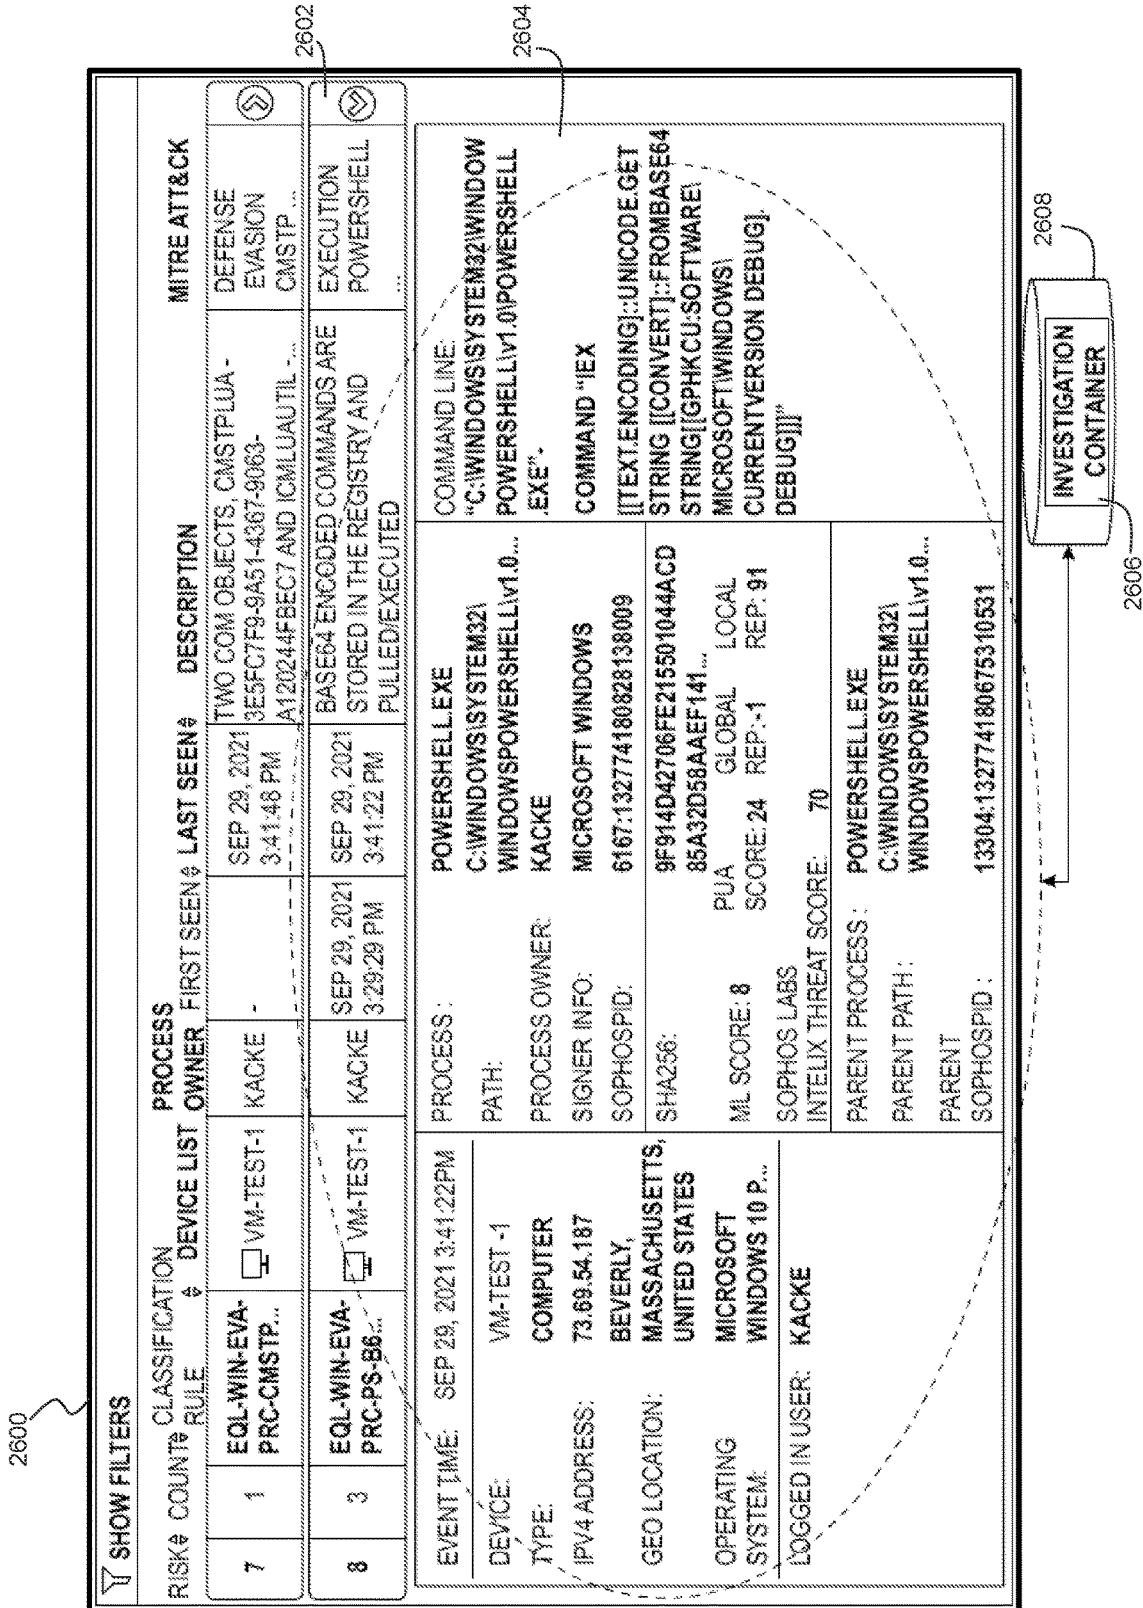 2600
SHOW FILTERS
RISK COUNT CLASSIFICATION RULE DEVICE LIST PROCESS OWNER FIRST SEEN LAST SEEN DESCRIPTION MITRE ATT&CK
7 1 EQL-WIN-EVA- VM-TEST-1 KACKE - SEP 29, 2021 TWO COM OBJECTS, CMSTPLUA- DEFENSE
PRC-CMSTP... 3:41:48 PM 3E5FC7F9-9A51-4367-9063- EVASION
A120244FBEC7 AND ICMLUAUTIL -... CMSTP ...
2602
8 3 EQL-WIN-EVA- VM-TEST-1 KACKE SEP 29, 2021 SEP 29, 2021 BASE64 ENCODED COMMANDS ARE EXECUTION
PRC-PS-B6... 3:29:29 PM 3:41:22 PM STORED IN THE REGISTRY AND POWERSHELL
PULLED/EXECUTED ...
2604
EVENT TIME: SEP 29, 2021 3:41:22PM
DEVICE: VM-TEST -1
TYPE: COMPUTER
IPV4 ADDRESS: 73.69.54.187
GEO LOCATION: BEVERLY,
MASSACHUSETTS,
UNITED STATES
OPERATING MICROSOFT
SYSTEM: WINDOWS 10 P...
LOGGED IN USER: KACKE
PROCESS : POWERSHELL.EXE
PATH: C:\WINDOWS\SYSTEM32\
WINDOWSPOWERSHELL\v1.0...
PROCESS OWNER: KACKE
SIGNER INFO: MICROSOFT WINDOWS
SOPHOSPID: 6167:132774180828138009
SHA256: 9F914D42706FE215501044ACD
85A32D58AAEF141...
ML SCORE: 8 PUA SCORE: 24 GLOBAL REP:-1 LOCAL REP: 91
SOPHOS LABS
INTELIX THREAT SCORE: 70
PARENT PROCESS : POWERSHELL.EXE
PARENT PATH : C:\WINDOWS\SYSTEM32\
WINDOWSPOWERSHELL\v1.0...
PARENT
SOPHOSPID : 13304:132774180675310531
COMMAND LINE:
"C:\WINDOWS\SYSTEM32\WINDOW
POWERSHELL\v1.0\POWERSHELL
.EXE"-
COMMAND "IEX
[[TEXT.ENCODING]::UNICODE.GET
STRING [[CONVERT]::FROMBASE64
STRING[[GPHKCU:SOFTWARE\
MICROSOFT\WINDOWS\
CURRENTVERSION DEBUG].
DEBUG]]]"
INVESTIGATION
CONTAINER
2606
2608